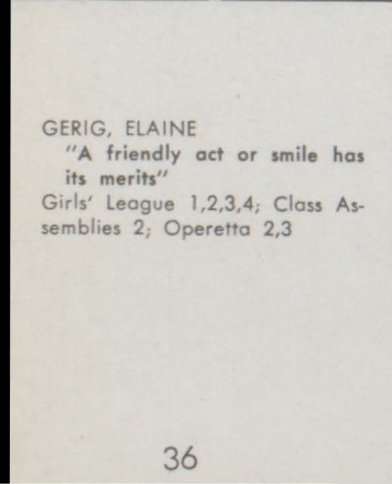 GERIG, ELAINE
"A friendly act or smile has
its merits"
Girls' League 1,2,3,4; Class As-
semblies 2; Operetta 2,3
36